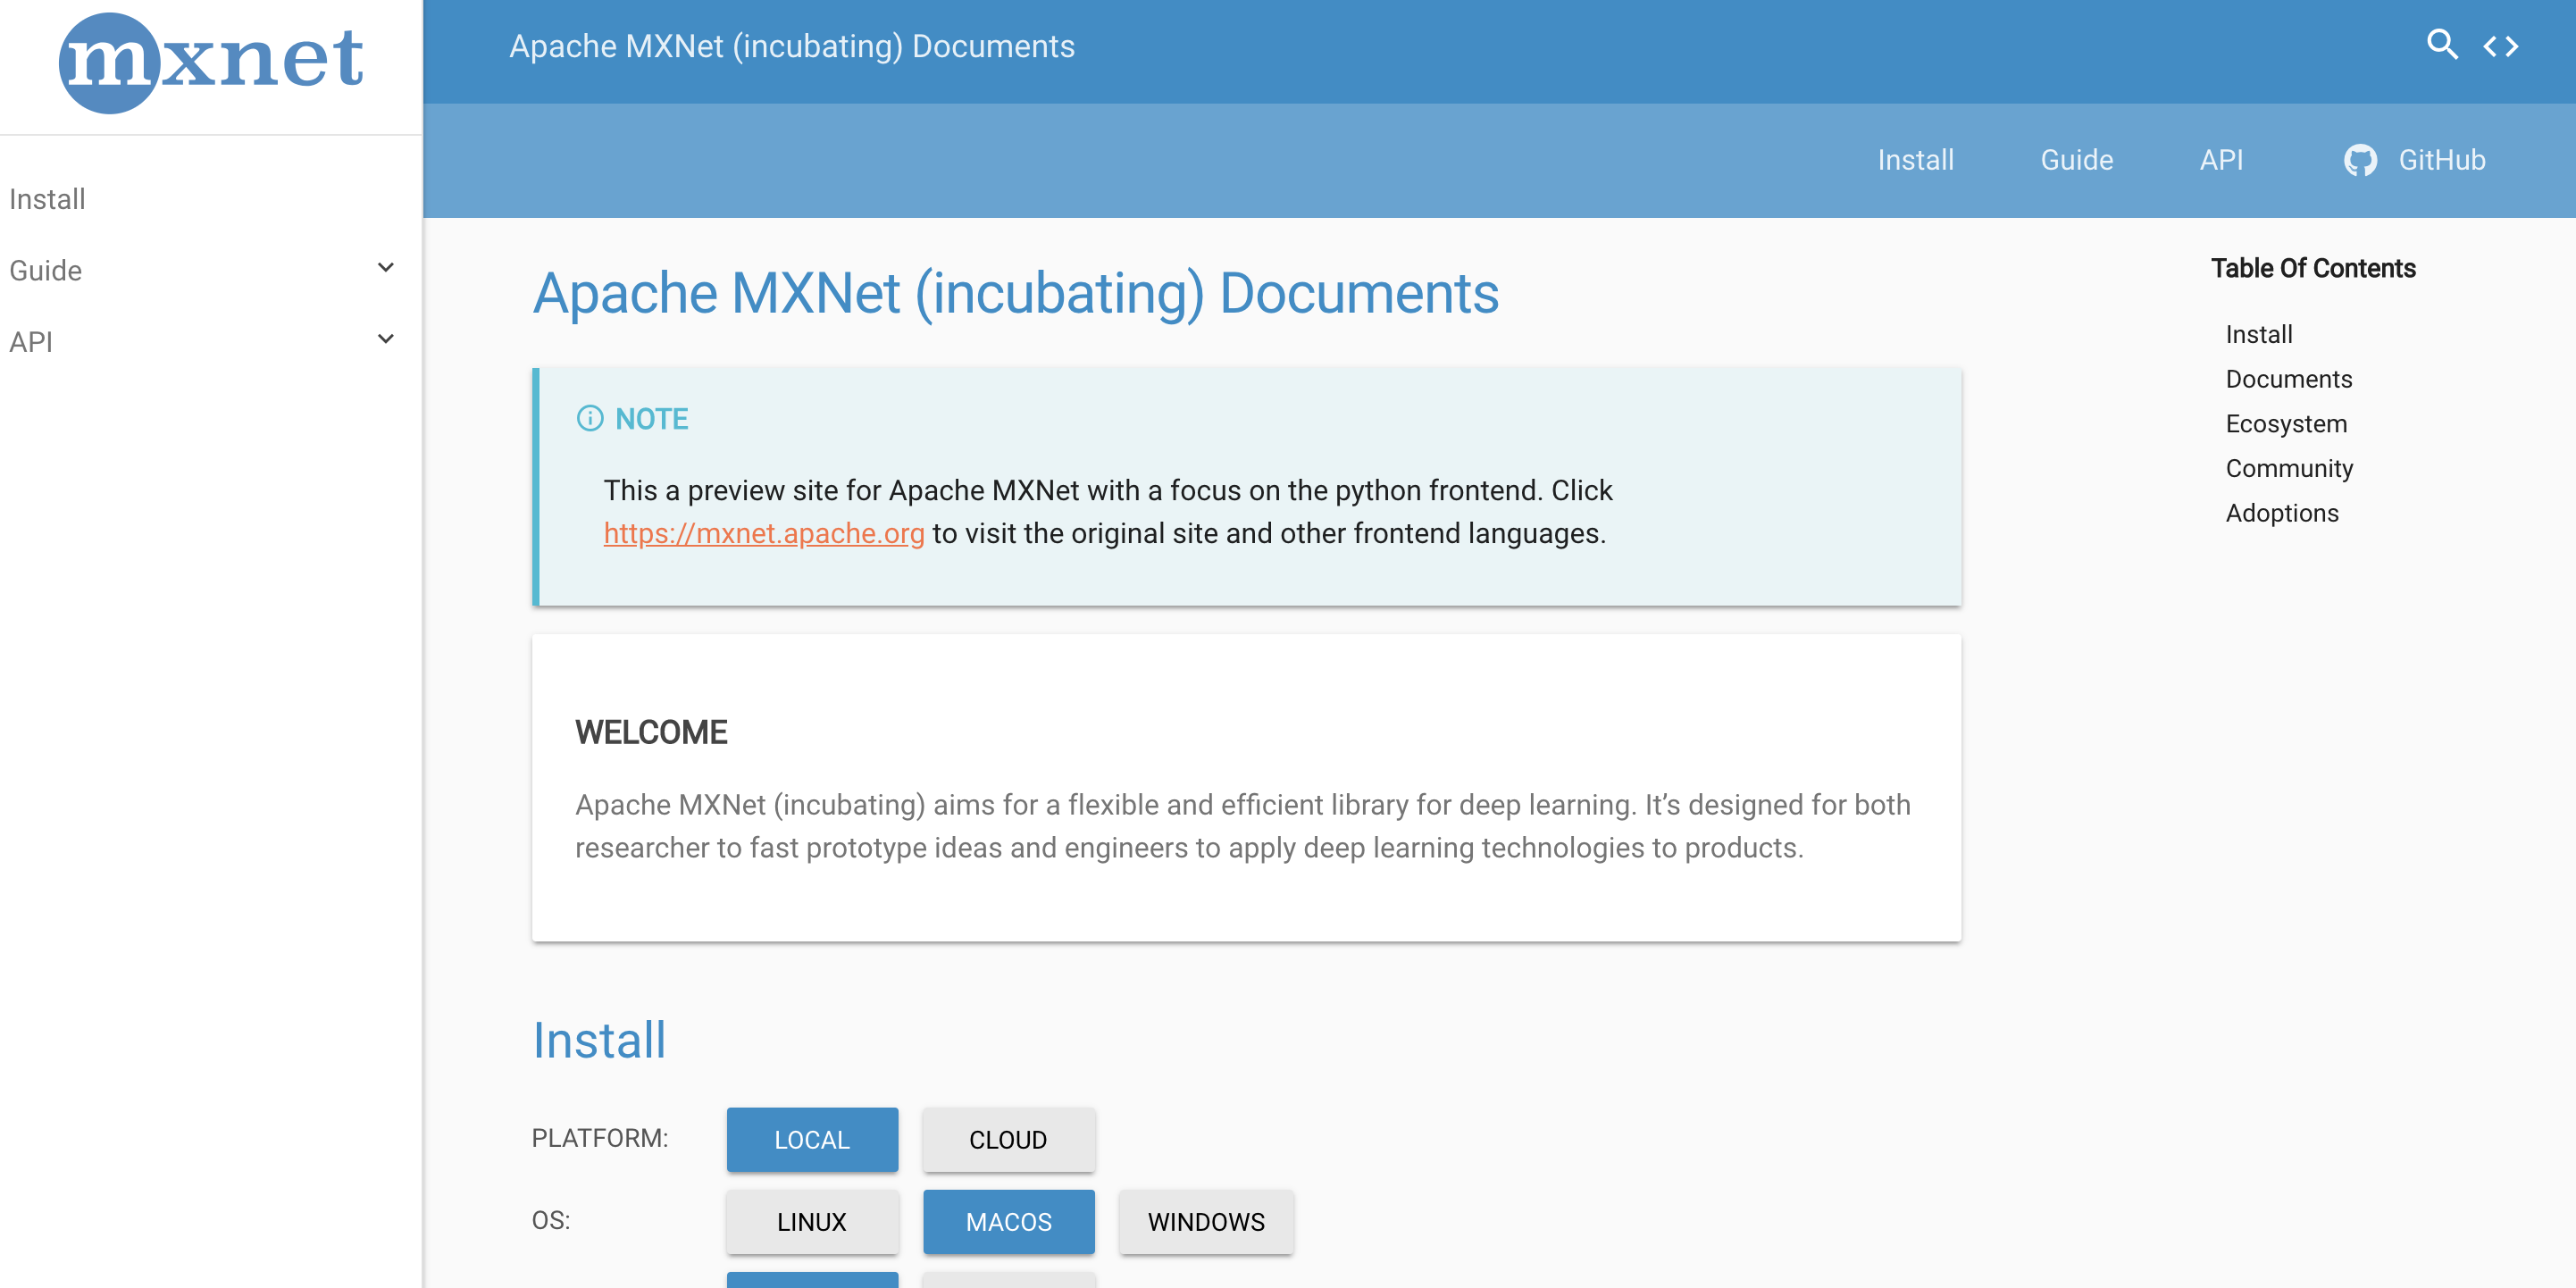 mxnet
Install
Guide
API
Apache MXNet (incubating) Documents
Install Guide API GitHub
Apache MXNet (incubating) Documents
NOTE
This a preview site for Apache MXNet with a focus on the python frontend. Click
https://mxnet.apache.org to visit the original site and other frontend languages.
WELCOME
Apache MXNet (incubating) aims for a flexible and efficient library for deep learning. It’s designed for both
researcher to fast prototype ideas and engineers to apply deep learning technologies to products.
Install
PLATFORM: LOCAL CLOUD
OS: LINUX MACOS WINDOWS
Table Of Contents
Install
Documents
Ecosystem
Community
Adoptions